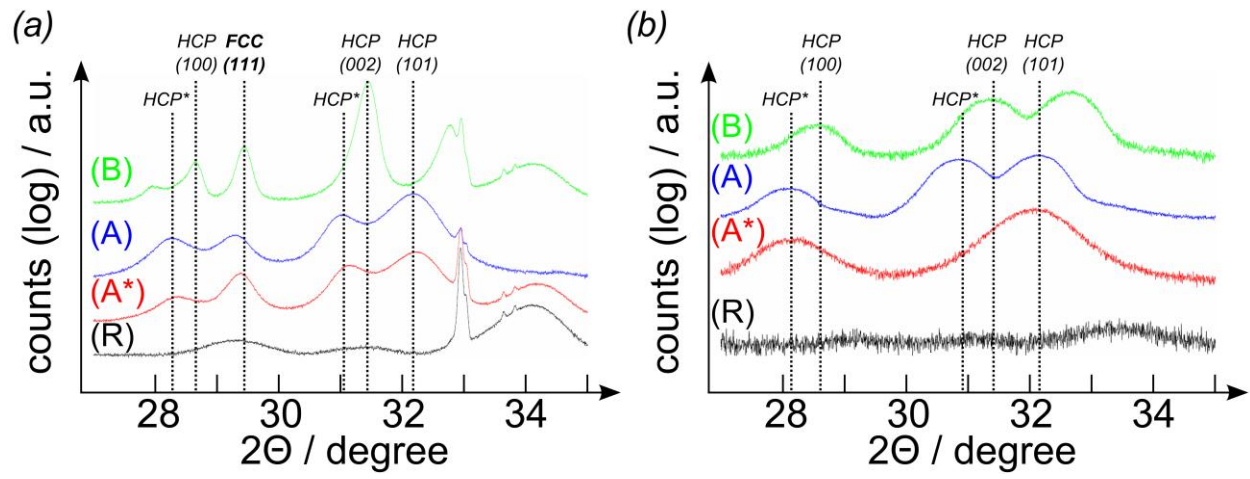 (a)
HCP
(100)
FCC
(111)
HCP
(002)
HCP
(101)
HCP*
HCP*
(B)
(A)
(A*)
(R)
counts (log) / a.u.
28
30
32
34
2Θ / degree
(b)
HCP
(100)
HCP
(002)
HCP
(101)
HCP*
HCP*
(B)
(A)
(A*)
(R)
counts (log) / a.u.
28
30
32
34
2Θ / degree